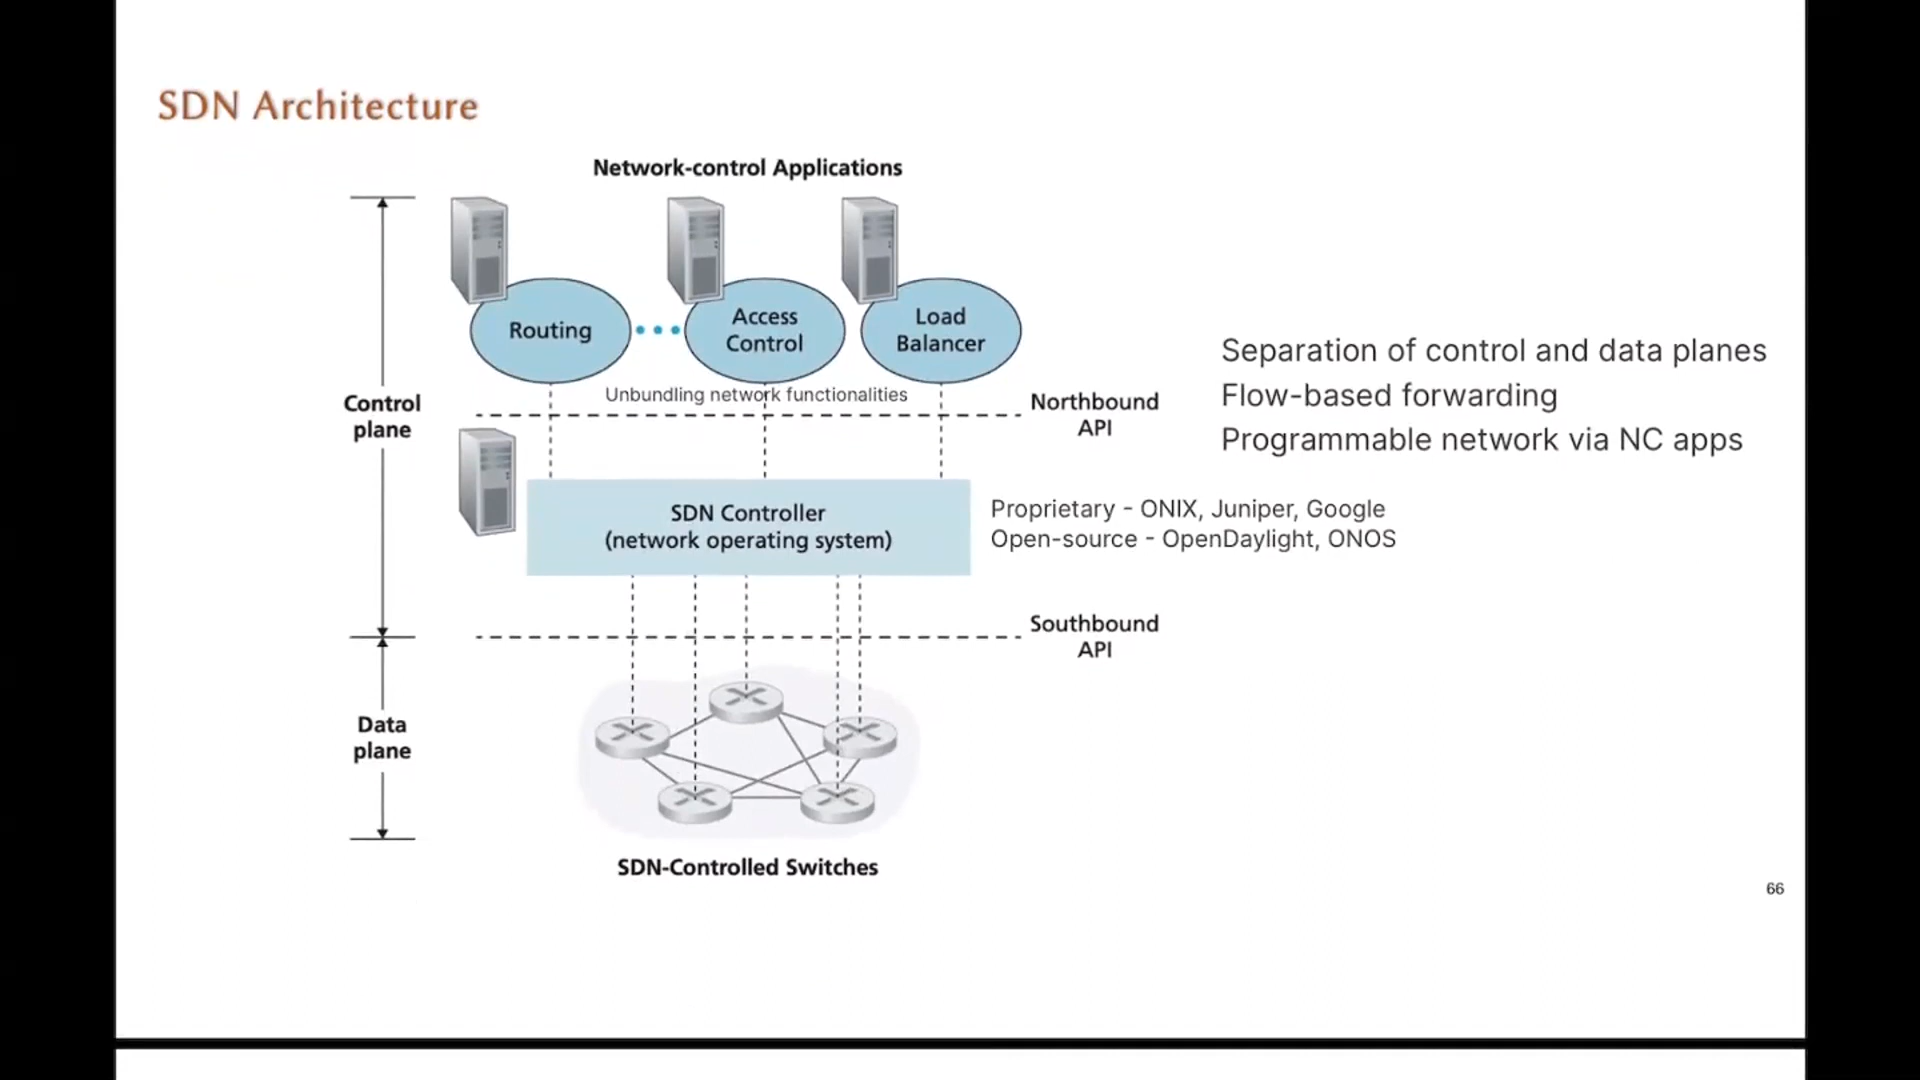 SDN Architecture
Network-control Applications
Routing
Access
Control
Load
Balancer
Unbundling network functionalities
Control
plane
Northbound
API
Separation of control and data planes
Flow-based forwarding
Programmable network via NC apps
SDN Controller
(network operating system)
Proprietary - ONIX, Juniper, Google
Open-source - OpenDaylight, ONOS
Southbound
API
Data
plane
SDN-Controlled Switches
66